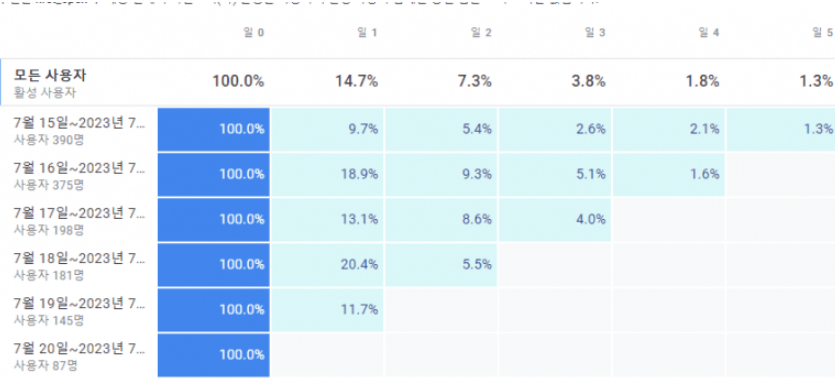 일 0 일 1 일 2 일 3 일 4 일 5
모든 사용자 100.0% 14.7% 7.3% 3.8% 1.8% 1.3%
활성 사용자
7월 15일~2023년 7... 100.0% 9.7% 5.4% 2.6% 2.1% 1.3%
사용자 390명
7월 16일~2023년 7... 100.0% 18.9% 9.3% 5.1% 1.6%
사용자 375명
7월 17일~2023년 7... 100.0% 13.1% 8.6% 4.0%
사용자 198명
7월 18일~2023년 7... 100.0% 20.4% 5.5%
사용자 181명
7월 19일~2023년 7... 100.0% 11.7%
사용자 145명
7월 20일~2023년 7... 100.0%
사용자 87명